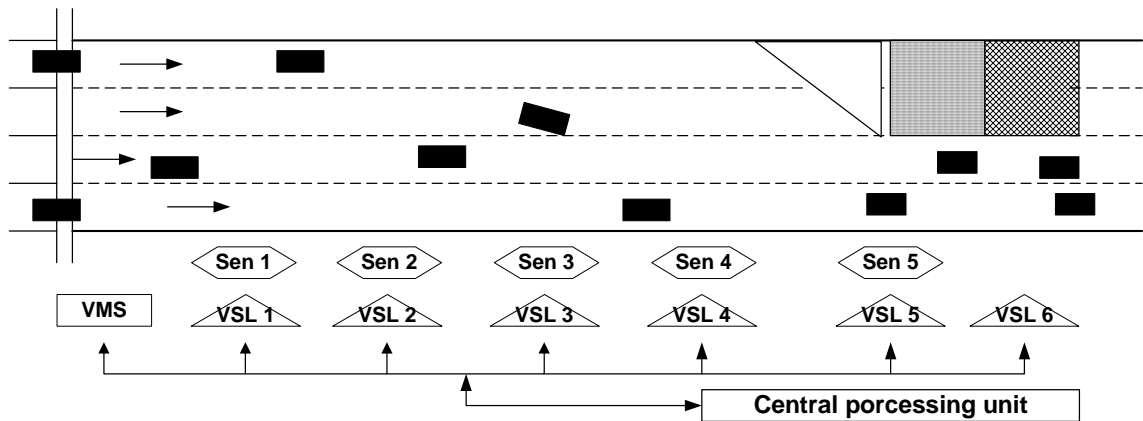 Sen 1 Sen 2 Sen 3 Sen 4 Sen 5
VMS VSL 1 VSL 2 VSL 3 VSL 4 VSL 5 VSL 6
Central porcessing unit